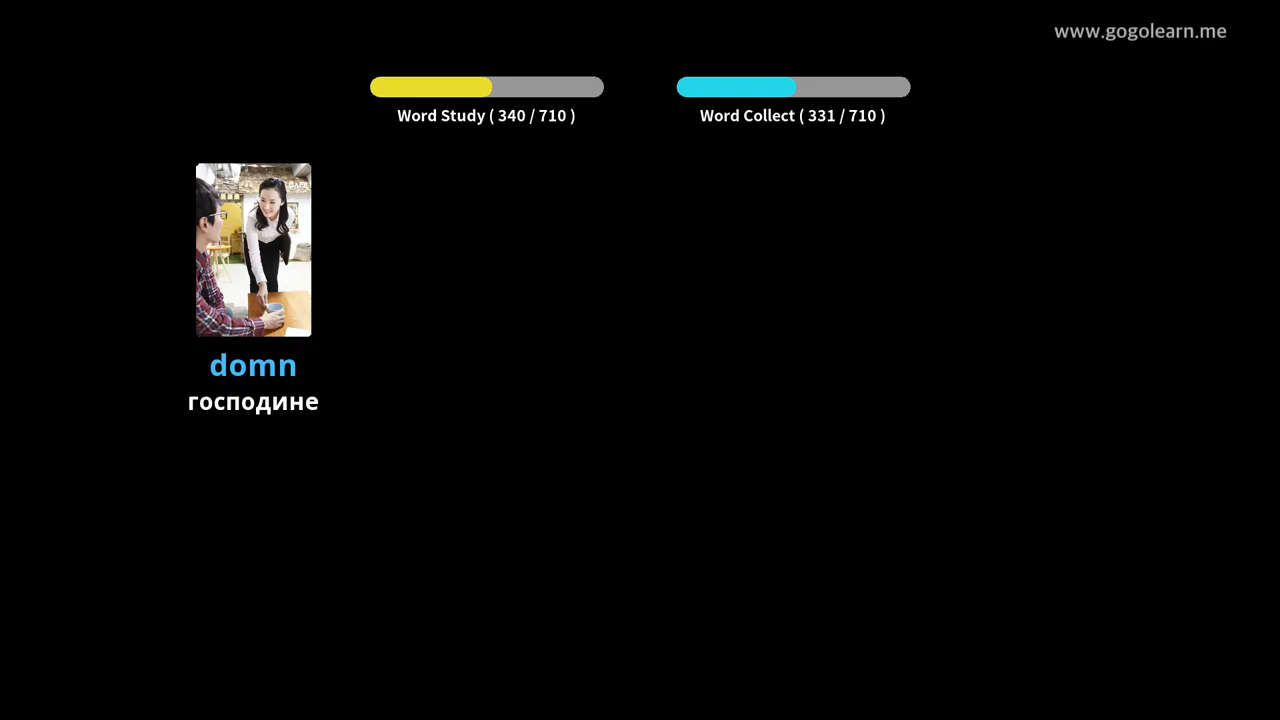 www.gogolearn.me
Word Study ( 340 / 710 )
Word Collect ( 331 / 710 )
domn
господине